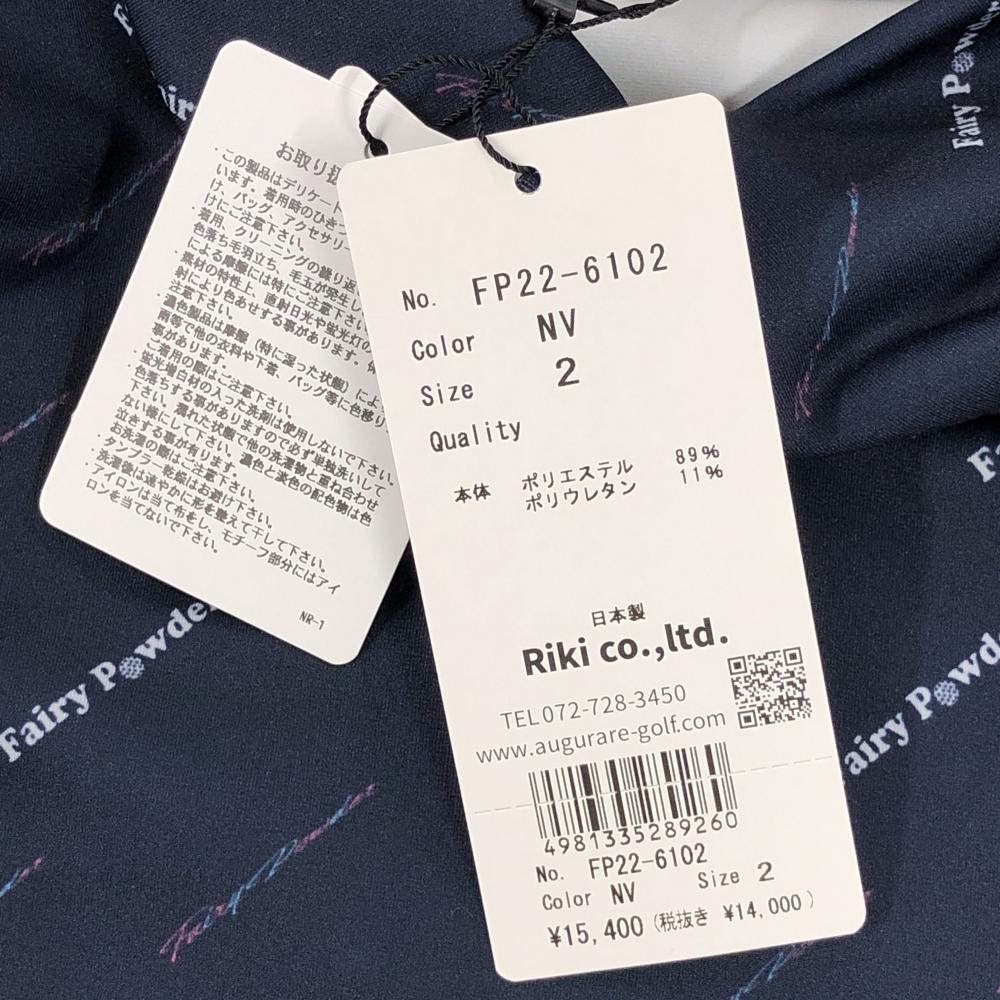 お取り扱
・この製品はデリケート
います。着用時のひきつ
け、バッグ、アクセサリー
けにご注意下さい。
・着用、クリーニングの繰り返
色落ち毛羽立ち、毛玉が発生し
による摩擦には特にご注意下
素材の特性上、直射日光や蛍光灯の
射により色あせする事があります。
注意下さい。
・濃色製品は摩擦（特に湿った状態）によ
雨等で他の衣料や下着、バッグ等に色移り
事があります。
・着用の際はご注意下さい。
・蛍光増白材の入った洗剤は使用しないで下さい。
色落ちする事がありますので必ず単独洗いして
下さい。濡れた状態で他の洗濯物と重ね合わせ
ない様にして下さい。濃色と淡色の配色物は色
泣きする事が有ります。
お洗濯の際はご注意下さい。
・タンブラー乾燥はお避け下さい。
・洗濯後は速やかに形を整えて干して下さい。
・アイロンは当て布をし、モチーフ部分にはアイ
ロンを当てないで下さい。
NR-1
No. FP22-6102
Color NV
Size 2
Quality
本体 ポリエステル 89%
ポリウレタン 11%
日本製
Riki co.,ltd.
TEL 072-728-3450
www.augurare-golf.com
4981335289260
No. FP22-6102
Color NV Size 2
¥15,400 (税抜き ¥14,000 )
Fairy Powder
Fairy Powder
airy Powder
Fairy Powder